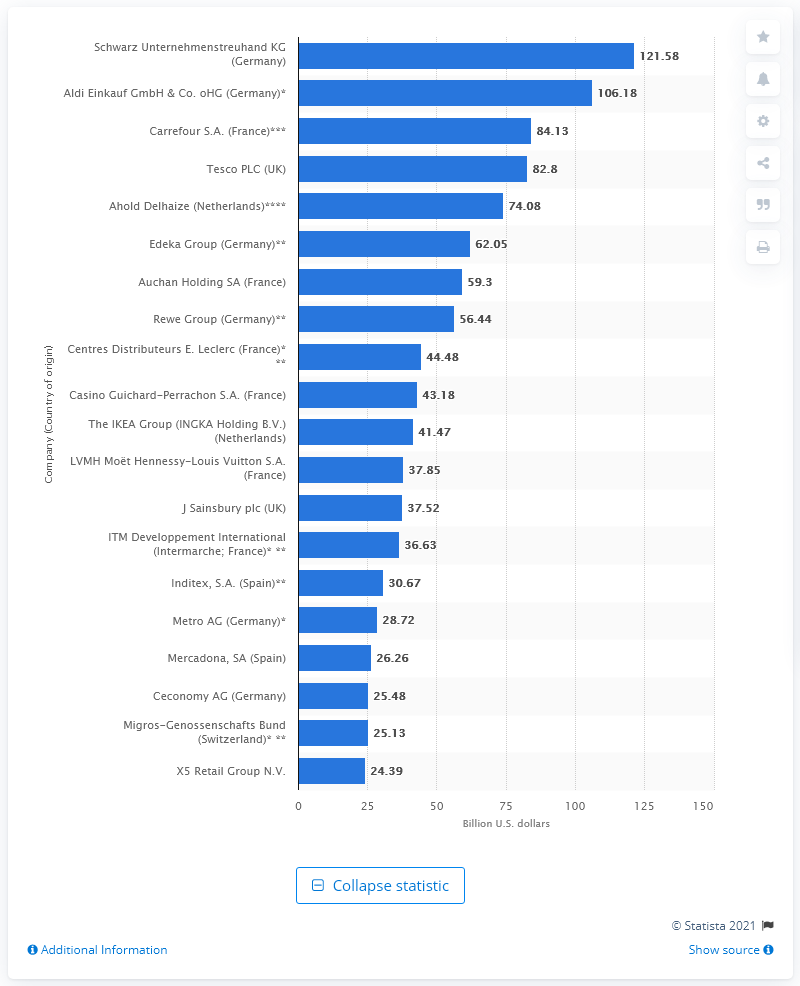 Schwarz Unternehmenstreuhand KG
(Germany)
121.58
Aldi Einkauf GmbH & Co. oHG (Germany)*
106.18
Carrefour S.A. (France)***
84.13
Tesco PLC (UK)
82.8
Ahold Delhaize (Netherlands)****
74.08
Edeka Group (Germany)**
62.05
Auchan Holding SA (France)
59.3
Rewe Group (Germany)**
56.44
Centres Distributeurs E. Leclerc (France)*
**
44.48
Casino Guichard-Perrachon S.A. (France)
43.18
The IKEA Group (INGKA Holding B.V.)
(Netherlands)
41.47
LVMH Moët Hennessy-Louis Vuitton S.A.
(France)
37.85
J Sainsbury plc (UK)
37.52
ITM Developpement International
(Intermarche; France)* **
36.63
Inditex, S.A. (Spain)**
30.67
Metro AG (Germany)*
28.72
Mercadona, SA (Spain)
26.26
Ceconomy AG (Germany)
25.48
Migros-Genossenschafts Bund
(Switzerland)* **
25.13
X5 Retail Group N.V.
24.39
Company (Country of origin)
0 25 50 75 100 125 150
Billion U.S. dollars
Collapse statistic
© Statista 2021
Additional Information
Show source